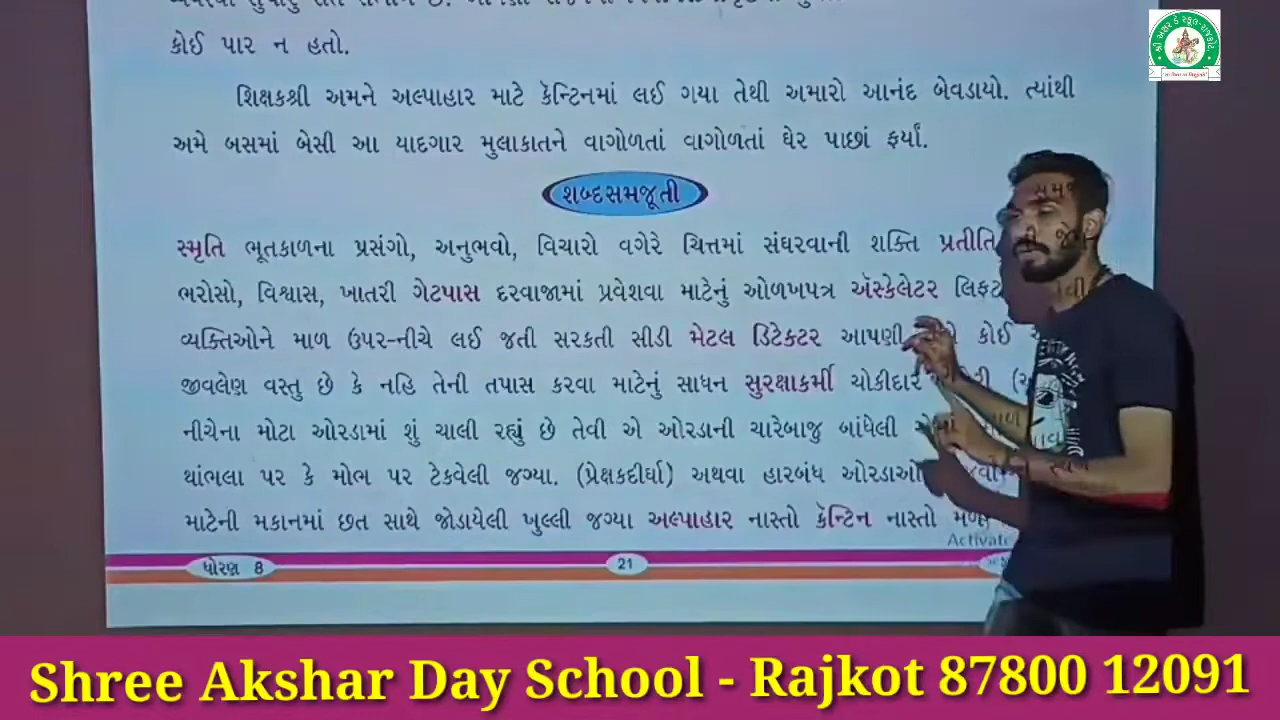 કોઈ પાર ન હતો.
શિક્ષકશ્રી અમને અલ્પાહાર માટે કૅન્ટિનમાં લઈ ગયા તેથી અમારો આનંદ બેવડાયો. ત્યાંથી
અમે બસમાં બેસી આ યાદગાર મુલાકાતને વાગોળતાં વાગોળતાં ઘેર પાછાં ફર્યાં.
શબ્દસમજૂતી
સ્મૃતિ ભૂતકાળના પ્રસંગો, અનુભવો, વિચારો વગેરે ચિત્તમાં સંઘરવાની શક્તિ પ્રતીતિ
ભરોસો, વિશ્વાસ, ખાતરી ગેટપાસ દરવાજામાં પ્રવેશવા માટેનું ઓળખપત્ર ઍસ્કેલેટર લિફ્ટ
વ્યક્તિઓને માળ ઉપર-નીચે લઈ જતી સરકતી સીડી મેટલ ડિટેક્ટર આપણી કોઈ
જીવલેણ વસ્તુ છે કે નહિ તેની તપાસ કરવા માટેનું સાધન સુરક્ષાકર્મી ચોકીદાર
નીચેના મોટા ઓરડામાં શું ચાલી રહ્યું છે તેવી એ ઓરડાની ચારેબાજુ બાંધેલી
થાંભલા પર કે મોભ પર ટેકવેલી જગ્યા. (પ્રેક્ષકદીર્ઘા) અથવા હારબંધ
માટેની મકાનમાં છત સાથે જોડાયેલી ખુલ્લી જગ્યા અલ્પાહાર નાસ્તો કૅન્ટિન નાસ્તો
Activate
ધોરણ 8 21
Shree Akshar Day School - Rajkot 87800 12091